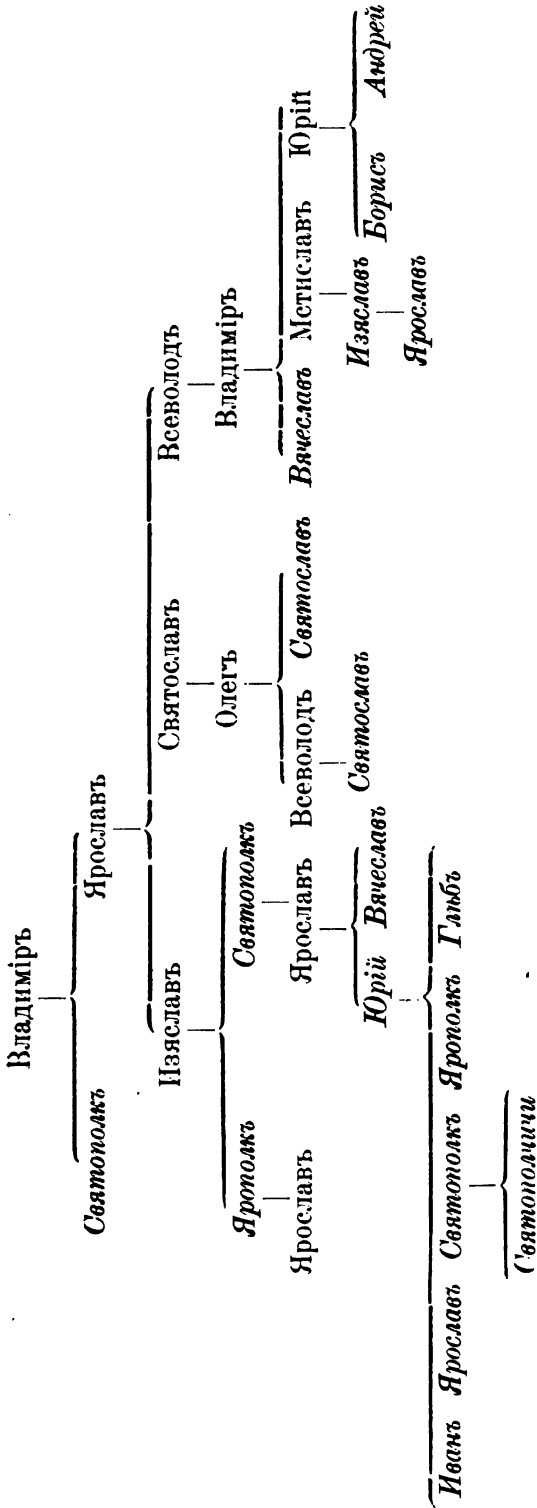 Владиміръ
Святополкъ Ярославъ
Изяславъ Святославъ Всеволодъ
Ярополкъ Святополкъ Олегъ Владиміръ
Ярославъ Ярославъ Всеволодъ Святославъ Вячеславъ Мстиславъ Юрій
Юрій Вячеславъ Святославъ Изяславъ Борисъ Андрей
Ярославъ
Иванъ Ярославъ Святополкъ Ярополкъ Глѣбъ
Святополчичи